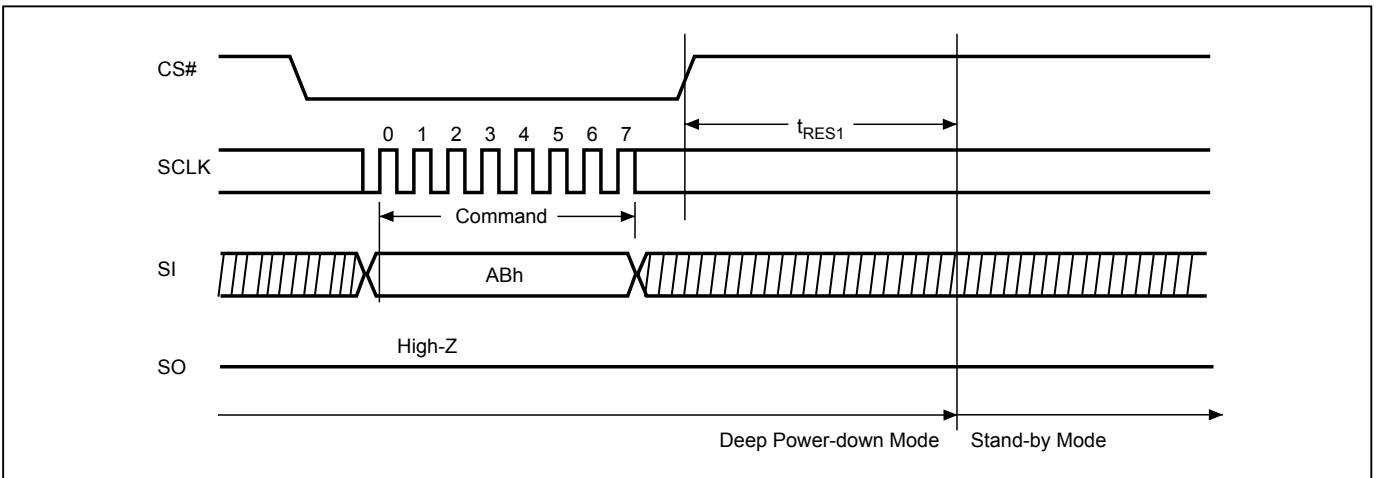 CS#
t_RES1
0 1 2 3 4 5 6 7
SCLK
Command
SI
ABh
High-Z
SO
Deep Power-down Mode Stand-by Mode